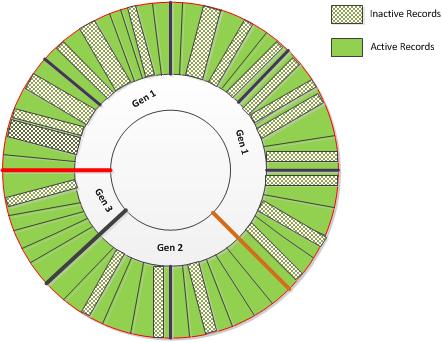 Inactive Records
Active Records
Gen 1
Gen 1
Gen 3
Gen 2